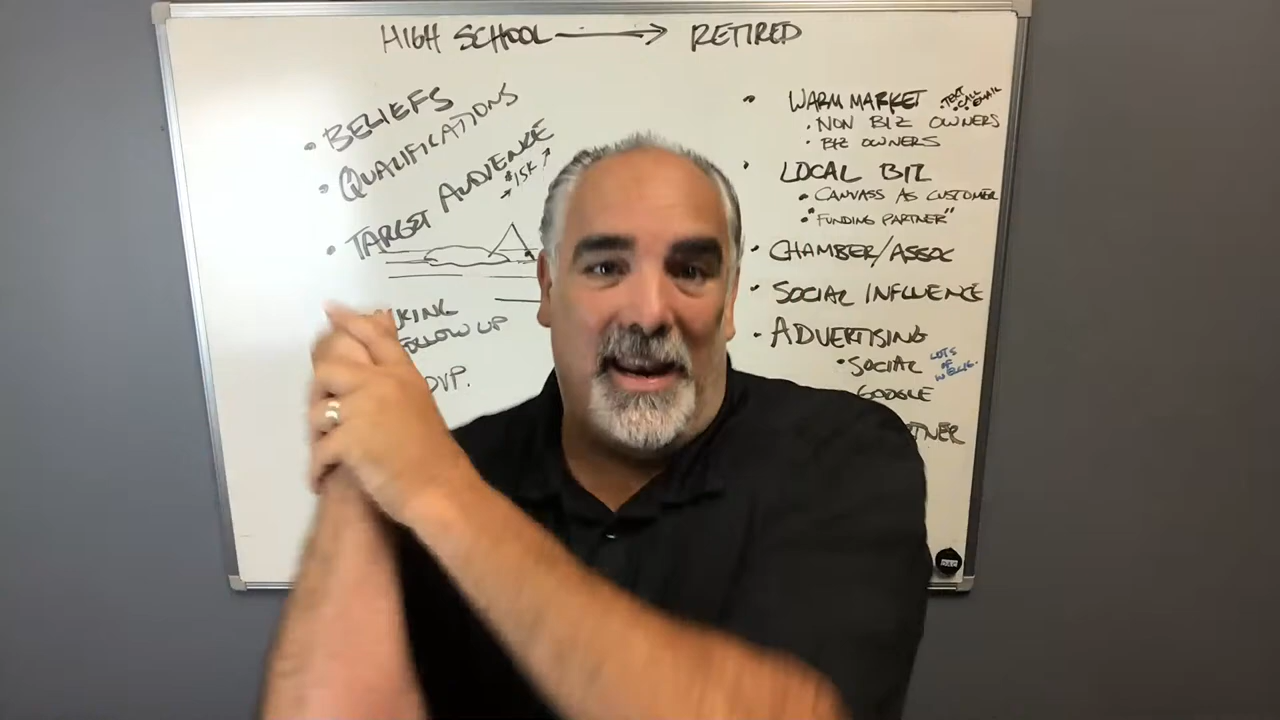 HIGH SCHOOL → RETIRED
• BELIEFS
• QUALIFICATIONS
• TARGET AUDIENCE
$15K
FOLLOW UP
OVP.
• WARM MARKET • TEXT • CALL • EMAIL
• NON BIZ OWNERS
• BIZ OWNERS
• LOCAL BIZ
• CANVASS AS CUSTOMER
• "FUNDING PARTNER"
• CHAMBER/ASSOC
• SOCIAL INFLUENCE
• ADVERTISING
• SOCIAL
LOTS OF
GOOGLE